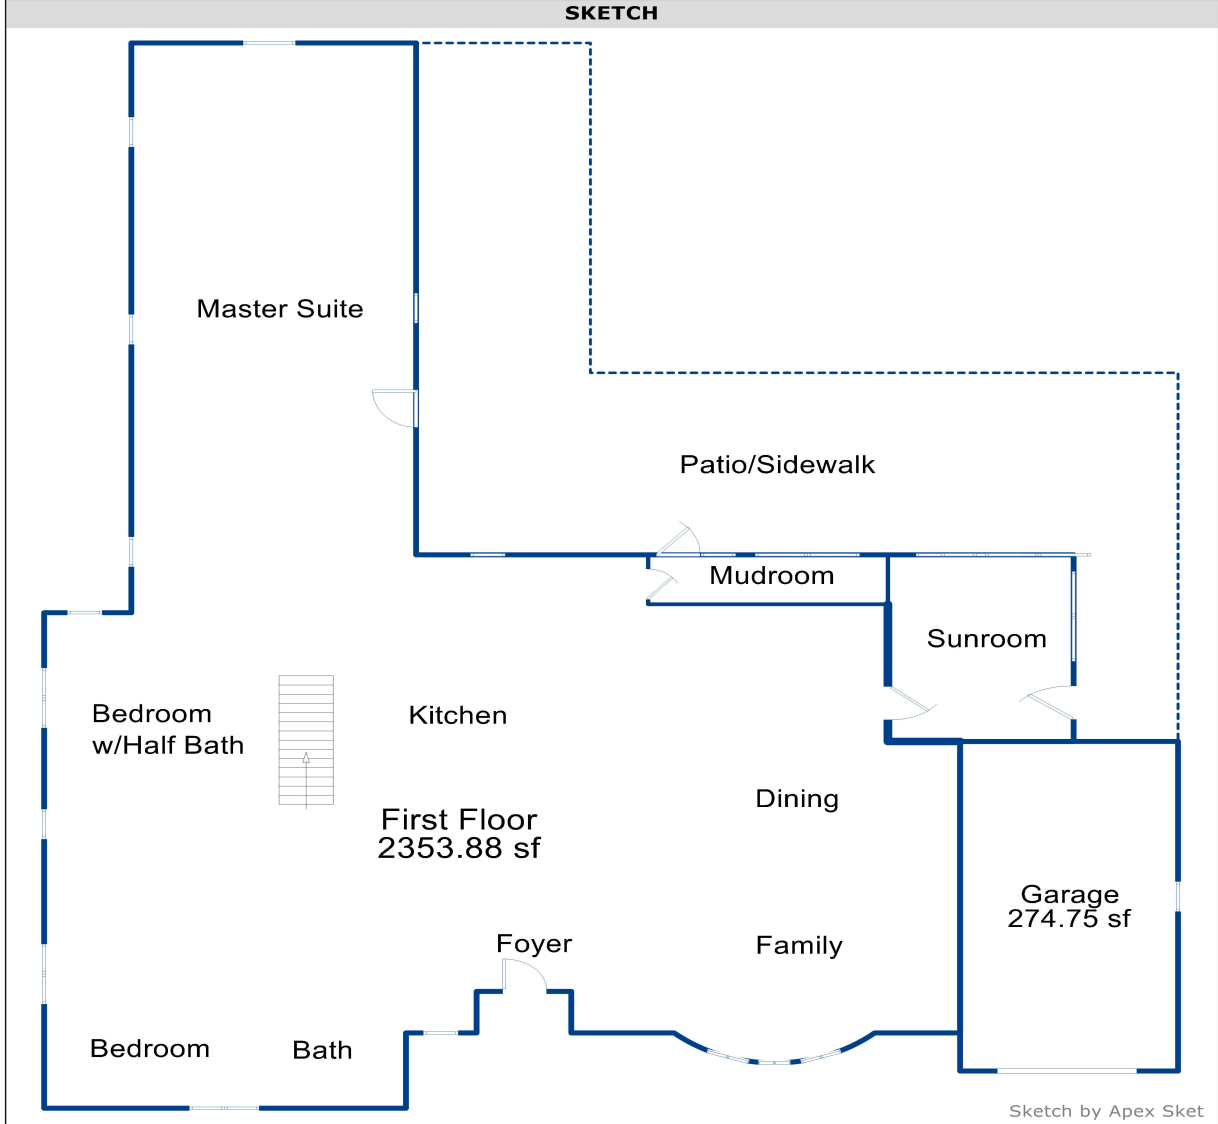 SKETCH
Master Suite
Patio/Sidewalk
Mudroom
Sunroom
Bedroom
w/Half Bath
Kitchen
Dining
First Floor
2353.88 sf
Garage
274.75 sf
Foyer
Family
Bedroom
Bath
Sketch by Apex Sket